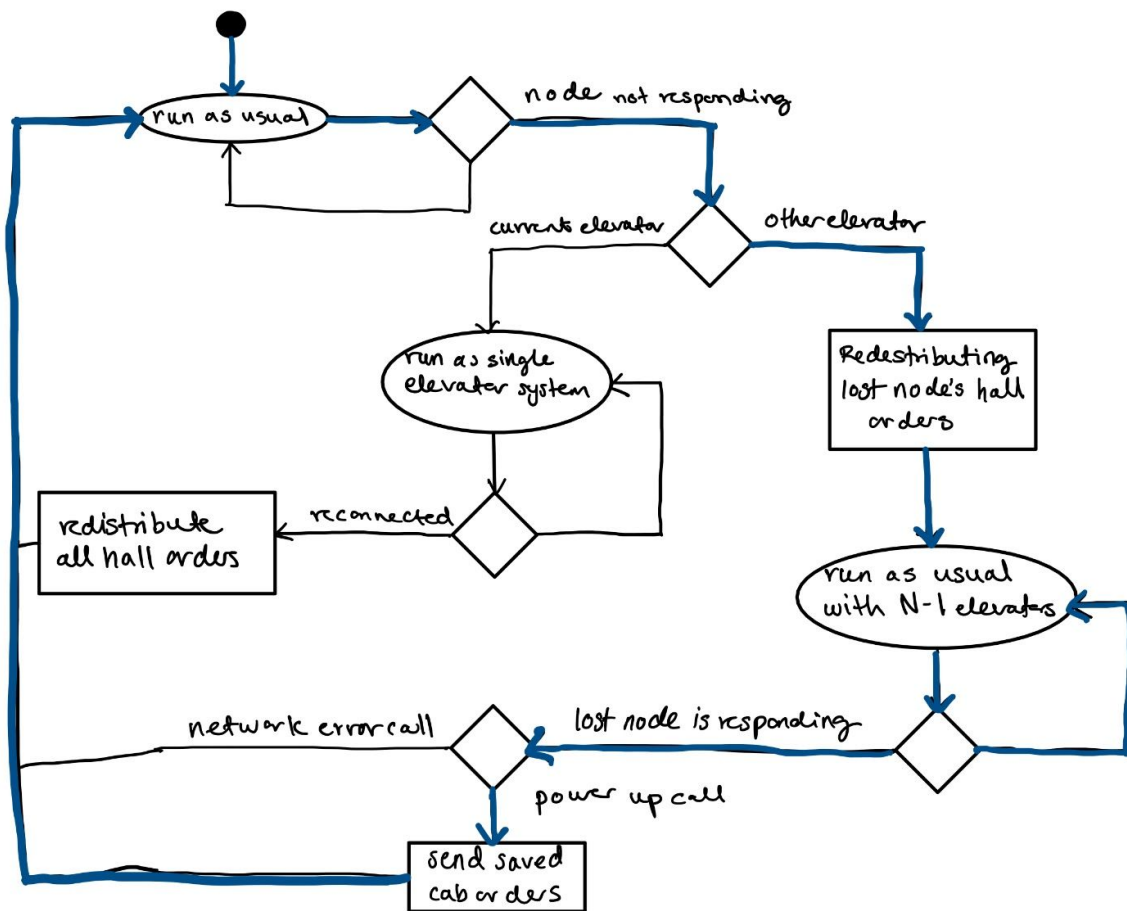 run as usual
node not responding
current elevator
other elevator
run as single
elevator system
Redestributing
lost node's hall
orders
reconnected
redistribute
all hall orders
run as usual
with N-1 elevators
network error call
lost node is responding
power up call
send saved
cab orders